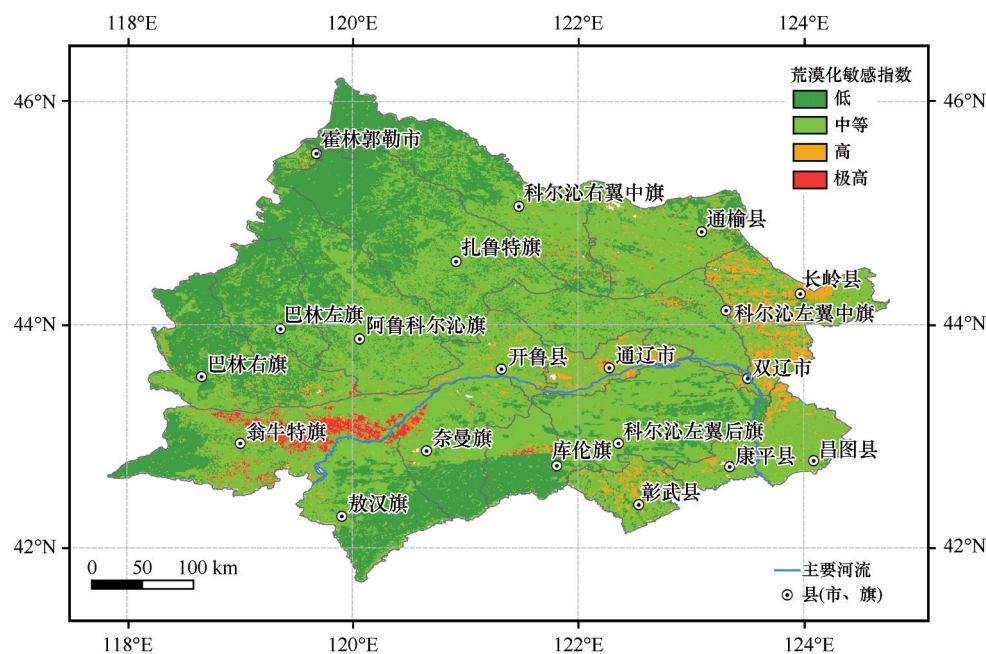 118°E 120°E 122°E 124°E
46°N 46°N
荒漠化敏感指数
低
中等
高
极高
霍林郭勒市
科尔沁右翼中旗
通榆县
扎鲁特旗
长岭县
44°N 44°N
巴林左旗
阿鲁科尔沁旗
科尔沁左翼中旗
巴林右旗
开鲁县
通辽市
双辽市
翁牛特旗
奈曼旗
库伦旗
科尔沁左翼后旗
康平县
昌图县
敖汉旗
彰武县
42°N 42°N
0 50 100 km
主要河流
县(市、旗)
118°E 120°E 122°E 124°E